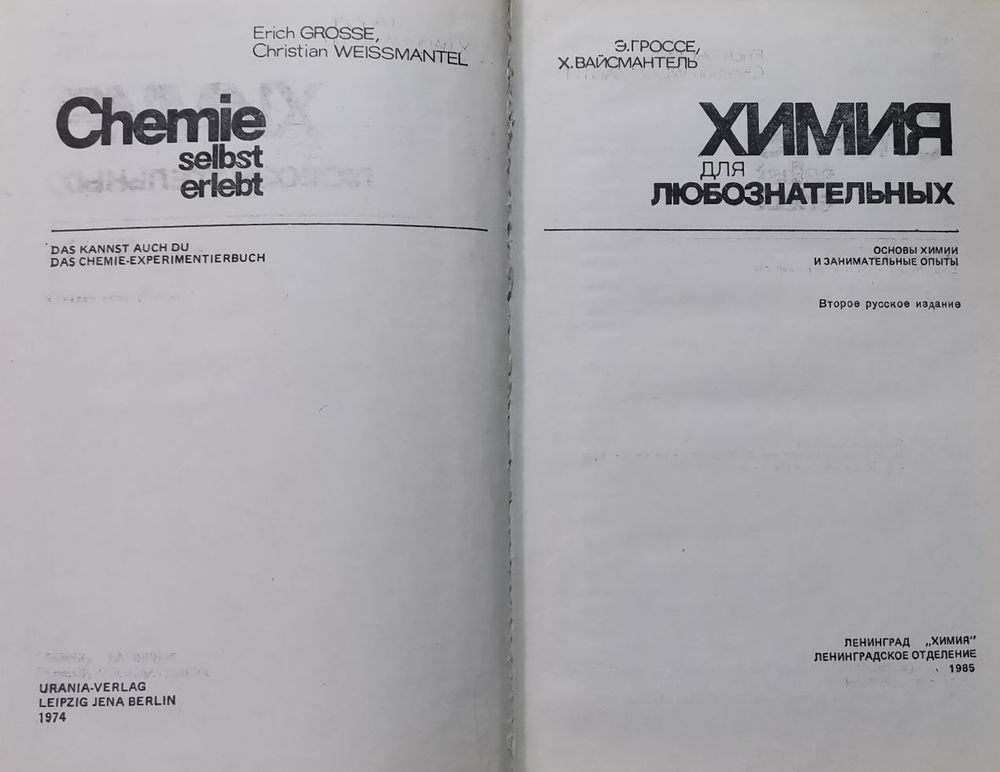 Erich GROSSE,
Christian WEISSMANTEL
Chemie
selbst
erlebt
DAS KANNST AUCH DU
DAS CHEMIE-EXPERIMENTIERBUCH
URANIA-VERLAG
LEIPZIG JENA BERLIN
1974
Э.ГРОССЕ,
Х.ВАЙСМАНТЕЛЬ
ХИМИЯ
ДЛЯ
ЛЮБОЗНАТЕЛЬНЫХ
ОСНОВЫ ХИМИИ
И ЗАНИМАТЕЛЬНЫЕ ОПЫТЫ
Второе русское издание
ЛЕНИНГРАД „ХИМИЯ"
ЛЕНИНГРАДСКОЕ ОТДЕЛЕНИЕ
1985